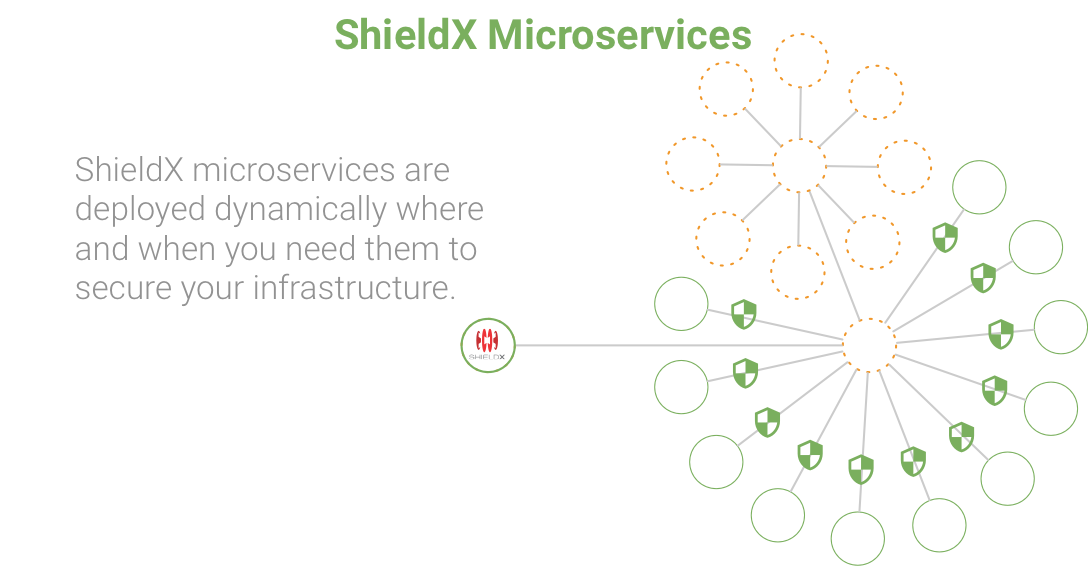 ShieldX Microservices
ShieldX microservices are
deployed dynamically where
and when you need them to
secure your infrastructure.
SHIELDX